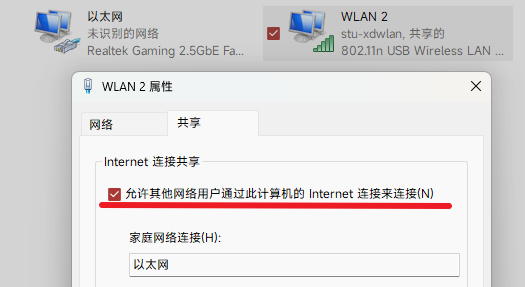 以太网
未识别的网络
Realtek Gaming 2.5GbE Fa...
WLAN 2
stu-xdwlan, 共享的
802.11n USB Wireless LAN ...
WLAN 2 属性
网络
共享
Internet 连接共享
允许其他网络用户通过此计算机的 Internet 连接来连接(N)
家庭网络连接(H):
以太网